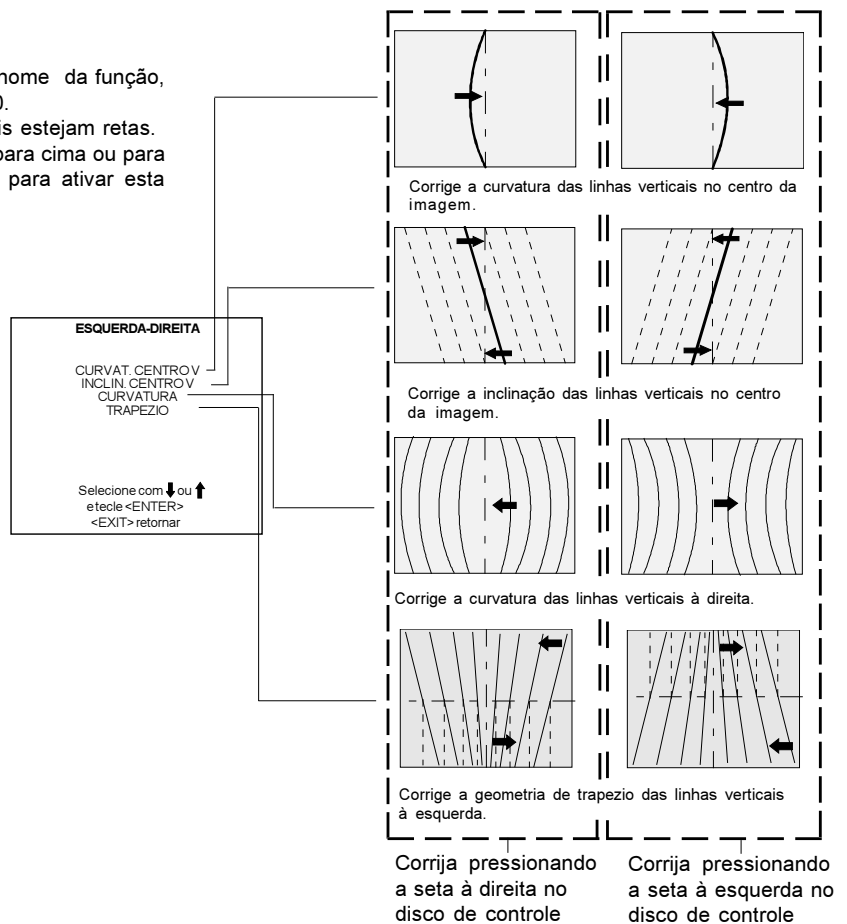 nome da função,
0.
is estejam retas.
para cima ou para
para ativar esta
ESQUERDA-DIREITA
CURVAT. CENTRO V
INCLIN. CENTRO V
CURVATURA
TRAPEZIO
Selecione com ou
e tecle <ENTER>
<EXIT> retornar
Corrige a curvatura das linhas verticais no centro da
imagem.
Corrige a inclinação das linhas verticais no centro
da imagem.
Corrige a curvatura das linhas verticais à direita.
Corrige a geometria de trapezio das linhas verticais
à esquerda.
Corrija pressionando
a seta à direita no
disco de controle
Corrija pressionando
a seta à esquerda no
disco de controle